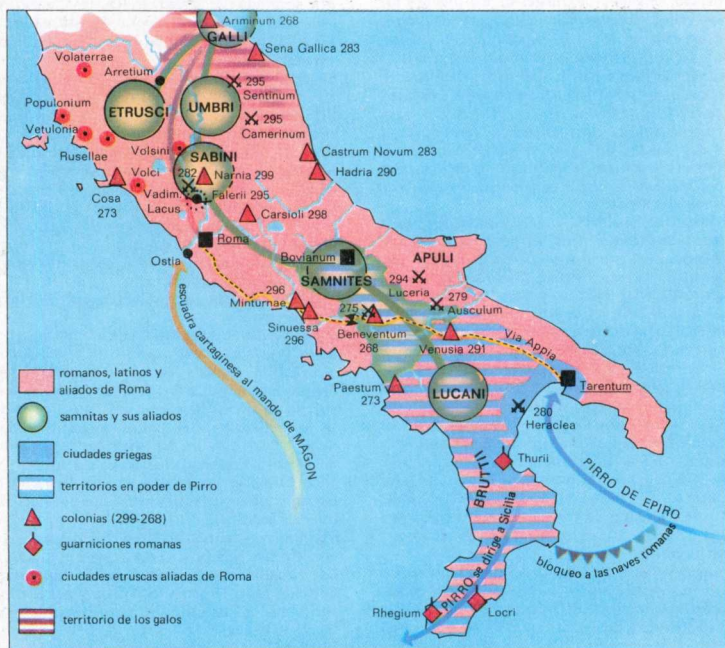 Ariminum 268
GALLI
Sena Gallica 283
Volaterrae
Arretium
295
Sentinum
ETRUSCI
UMBRI
Populonium
295
Camerinum
Vetulonia
Rusellae
Volsini
SABINI
Castrum Novum 283
Volci
282
Narnia 299
Hadria 290
Cosa
273
Vadim.
Lacus
Falerii 295
Carsioli 298
Roma
Ostia
Bovianum
APULI
SAMNITES
294
Luceria
279
Ausculum
296
Minturnae
275
Sinuessa
296
Beneventum
268
Venusia 291
Via Appia
Paestum
273
LUCANI
Tarentum
280
Heraclea
Thurii
BRUTTII
escuadra cartaginesa al mando de MAGON
PIRRO DE EPIRO
bloqueo a las naves romanas
PIRRO se dirige a Sicilia
Rhegium
Locri
romanos, latinos y
aliados de Roma
samnitas y sus aliados
ciudades griegas
territorios en poder de Pirro
colonias (299-268)
guarniciones romanas
ciudades etruscas aliadas de Roma
territorio de los galos